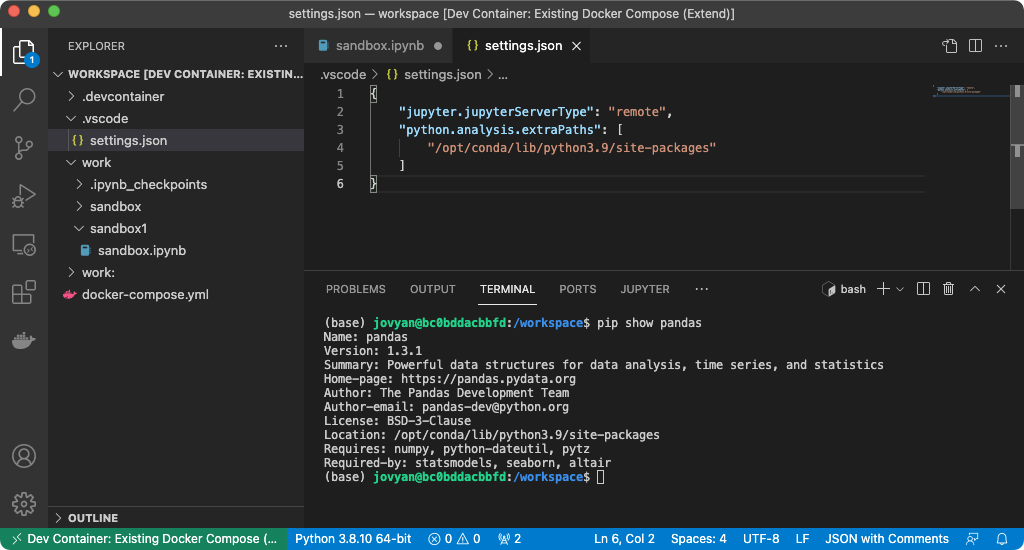 settings.json — workspace [Dev Container: Existing Docker Compose (Extend)]
1
EXPLORER
WORKSPACE [DEV CONTAINER: EXISTIN...
.devcontainer
.vscode
{} settings.json
work
.ipynb_checkpoints
sandbox
sandbox1
sandbox.ipynb
work:
docker-compose.yml
OUTLINE
sandbox.ipynb
{} settings.json
.vscode > {} settings.json > ...
1 {
2 "jupyter.jupyterServerType": "remote",
3 "python.analysis.extraPaths": [
4 "/opt/conda/lib/python3.9/site-packages"
5 ]
6 }
PROBLEMS OUTPUT TERMINAL PORTS JUPYTER ... bash
(base) jovyan@bc0bddacbbfd:/workspace$ pip show pandas
Name: pandas
Version: 1.3.1
Summary: Powerful data structures for data analysis, time series, and statistics
Home-page: https://pandas.pydata.org
Author: The Pandas Development Team
Author-email: pandas-dev@python.org
License: BSD-3-Clause
Location: /opt/conda/lib/python3.9/site-packages
Requires: numpy, python-dateutil, pytz
Required-by: statsmodels, seaborn, altair
(base) jovyan@bc0bddacbbfd:/workspace$
Dev Container: Existing Docker Compose (... Python 3.8.10 64-bit 0 0 2 Ln 6, Col 2 Spaces: 4 UTF-8 LF JSON with Comments